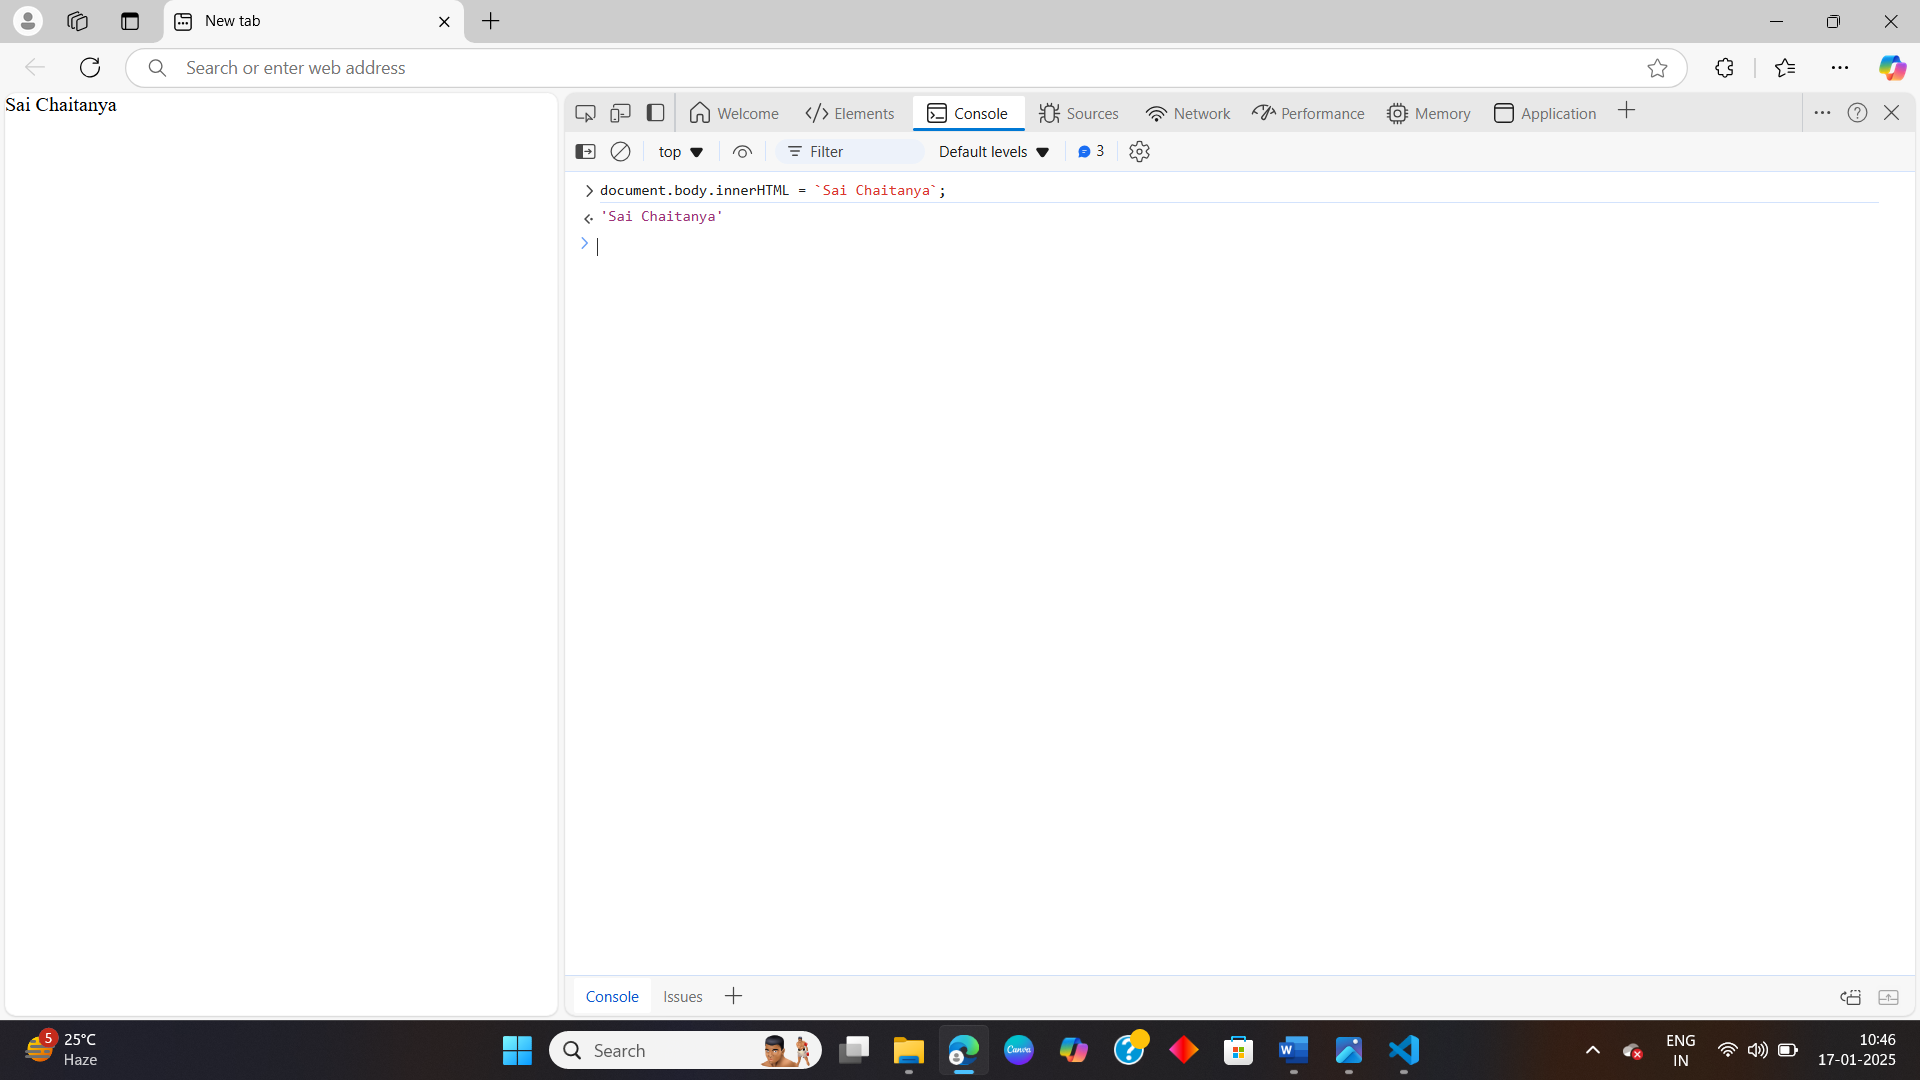 New tab
Search or enter web address
Sai Chaitanya
Welcome
Elements
Console
Sources
Network
Performance
Memory
Application
top
Filter
Default levels
3
document.body.innerHTML = `Sai Chaitanya`;
'Sai Chaitanya'
Console
Issues
5
25°C
Haze
Search
Canva
W
ENG
IN
10:46
17-01-2025